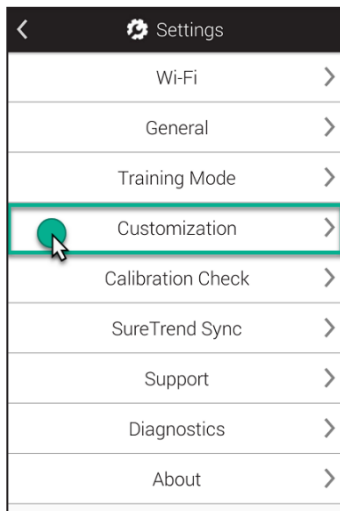 Settings
Wi-Fi
General
Training Mode
Customization
Calibration Check
SureTrend Sync
Support
Diagnostics
About